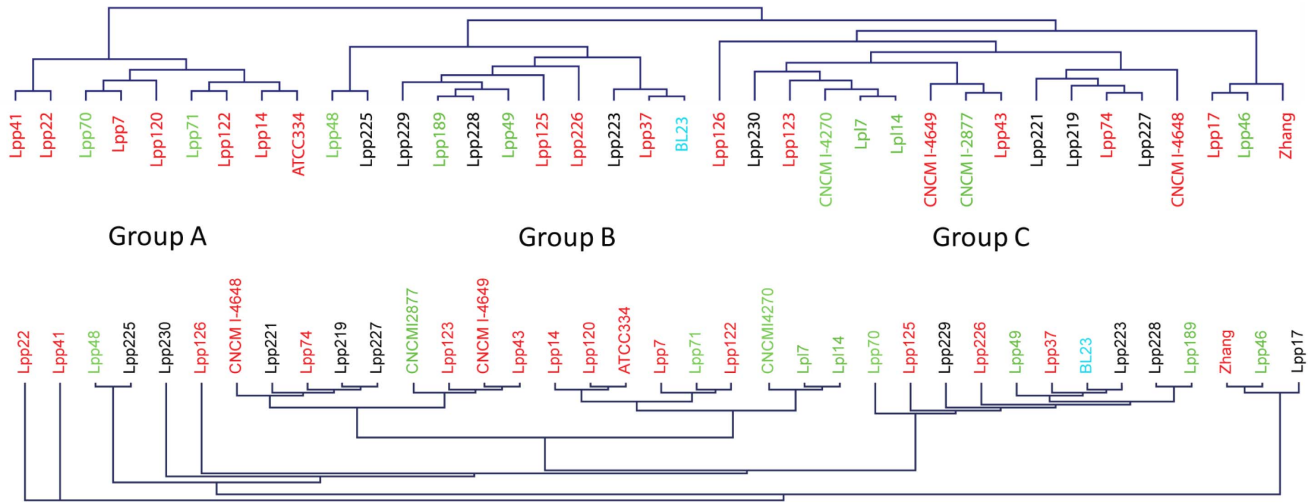 Lpp41 Lpp22 Lpp70 Lpp7 Lpp120 Lpp71 Lpp122 Lpp14 ATCC334 Lpp48 Lpp225 Lpp229 Lpp189 Lpp228 Lpp49 Lpp125 Lpp226 Lpp223 Lpp37 BL23 Lpp126 Lpp230 Lpp123 CNCM I-4270 Lpl7 Lpl14 CNCM I-4649 CNCM I-2877 Lpp43 Lpp221 Lpp219 Lpp74 Lpp227 CNCM I-4648 Lpp17 Lpp46 Zhang
Group A Group B Group C
Lpp22 Lpp41 Lpp48 Lpp225 Lpp230 Lpp126 CNCM I-4648 Lpp221 Lpp74 Lpp219 Lpp227 CNCMI2877 Lpp123 CNCM I-4649 Lpp43 Lpp14 Lpp120 ATCC334 Lpp7 Lpp71 Lpp122 CNCMI4270 Lpl7 Lpl14 Lpp70 Lpp125 Lpp229 Lpp226 Lpp49 Lpp37 BL23 Lpp223 Lpp228 Lpp189 Zhang Lpp46 Lpp17